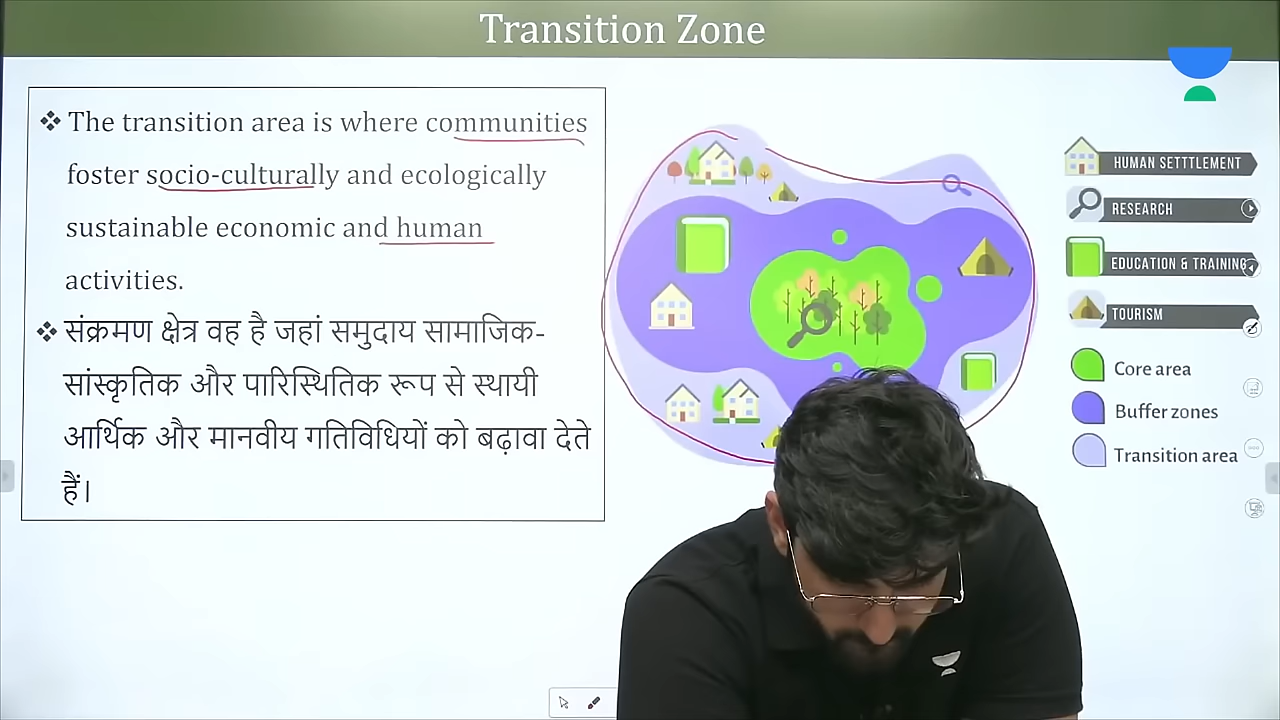 Transition Zone
❖ The transition area is where communities
foster socio-culturally and ecologically
sustainable economic and human
activities.
❖ संक्रमण क्षेत्र वह है जहां समुदाय सामाजिक-
सांस्कृतिक और पारिस्थितिक रूप से स्थायी
आर्थिक और मानवीय गतिविधियों को बढ़ावा देते
हैं।
HUMAN SETTTLEMENT
RESEARCH
EDUCATION & TRAINING
TOURISM
Core area
Buffer zones
Transition area